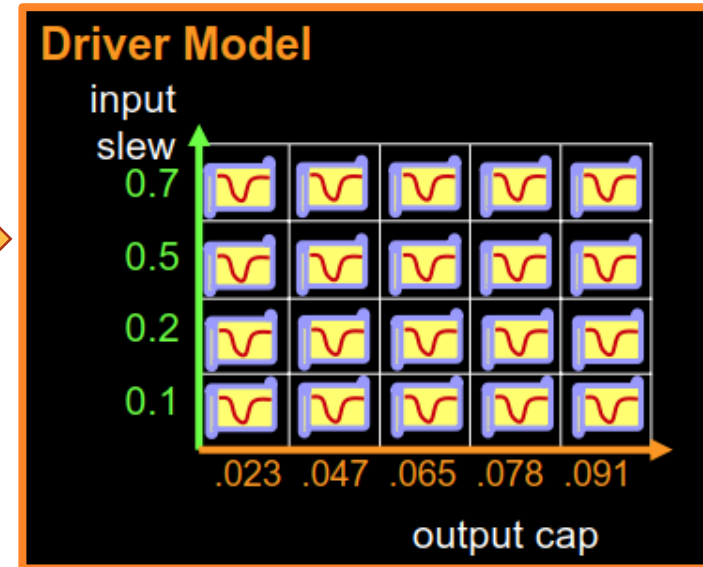 Driver Model
input
slew
0.7
0.5
0.2
0.1
.023 .047 .065 .078 .091
output cap